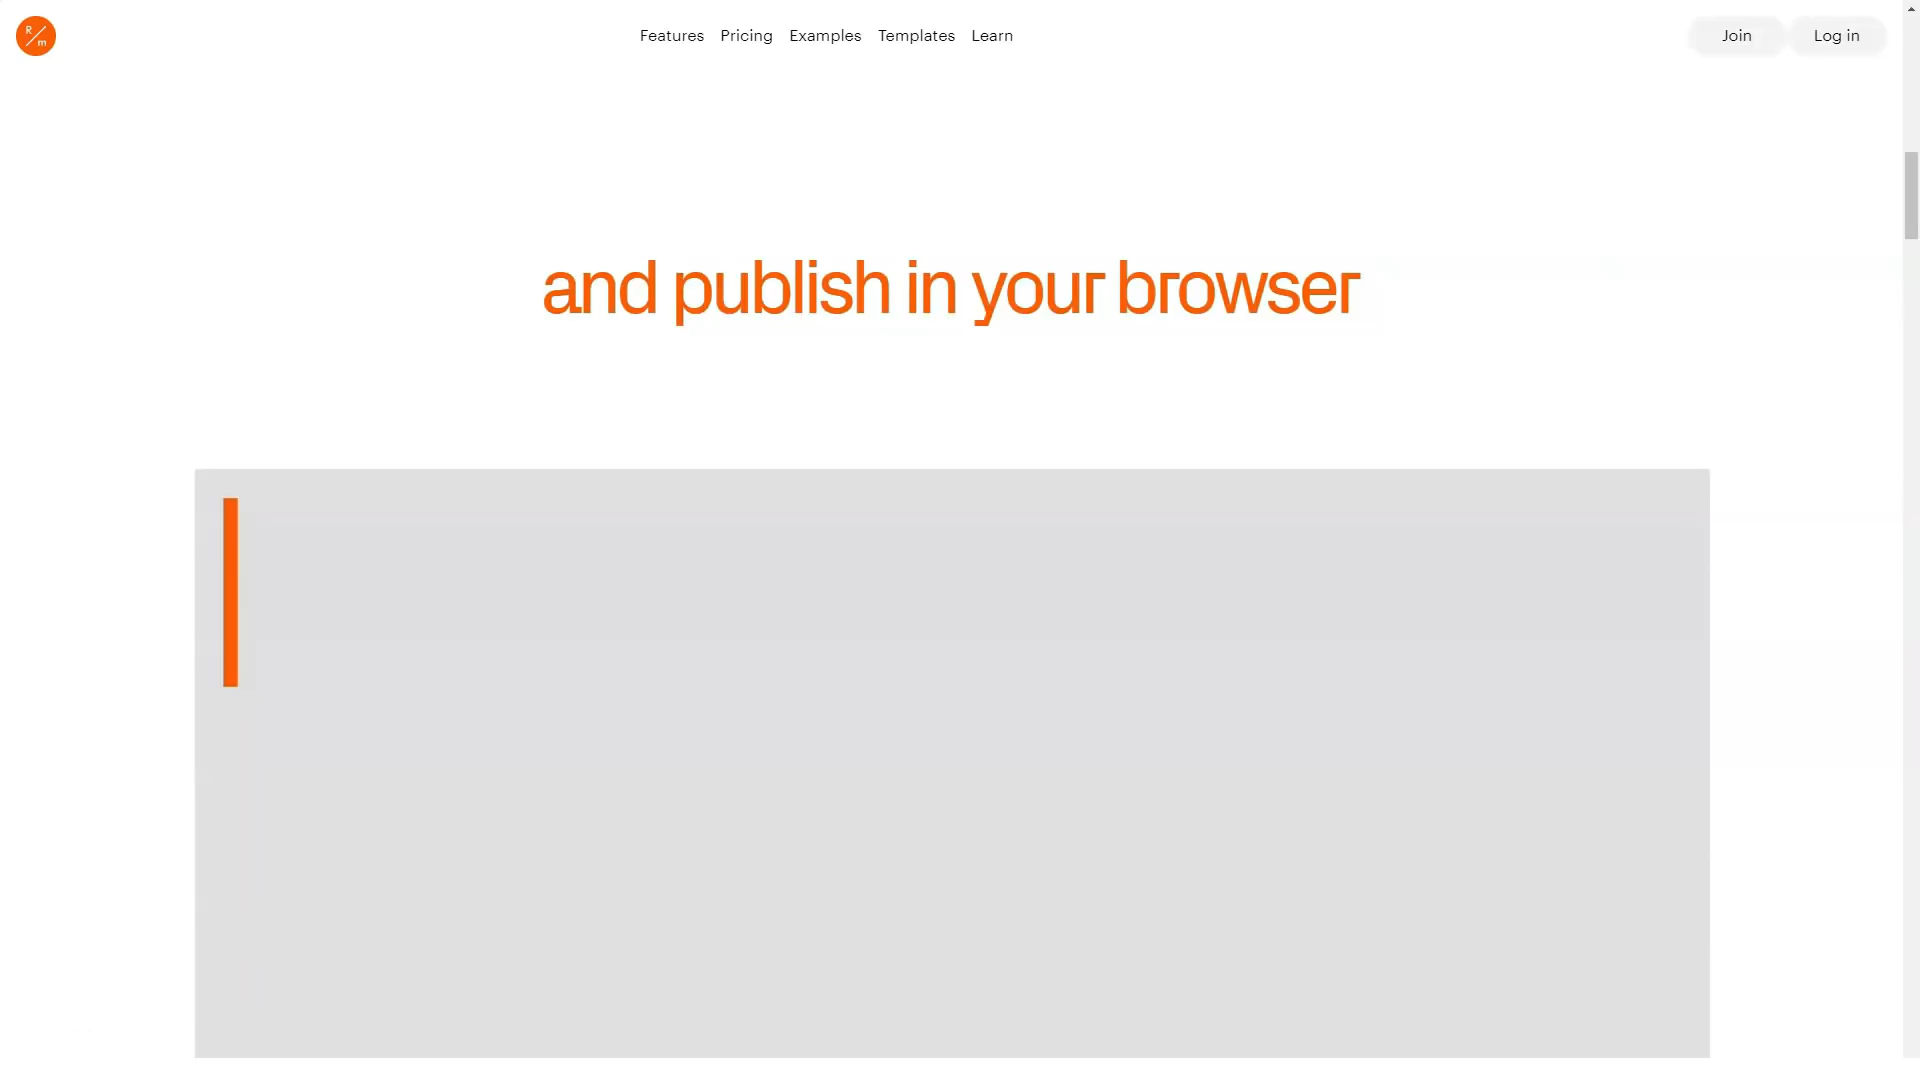 R/m
Features Pricing Examples Templates Learn
Join Log in
and publish in your browser